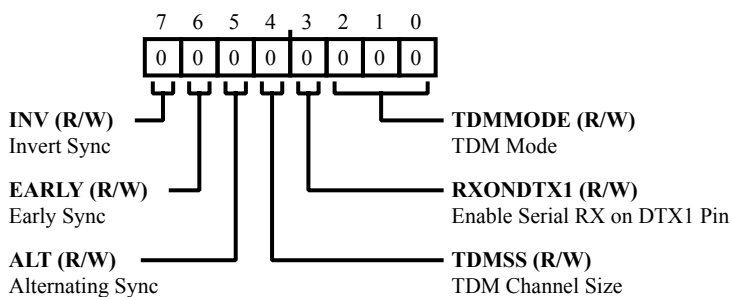 7 6 5 4 3 2 1 0
0 0 0 0 0 0 0 0
INV (R/W)
Invert Sync
EARLY (R/W)
Early Sync
ALT (R/W)
Alternating Sync
TDMMODE (R/W)
TDM Mode
RXONDTX1 (R/W)
Enable Serial RX on DTX1 Pin
TDMSS (R/W)
TDM Channel Size